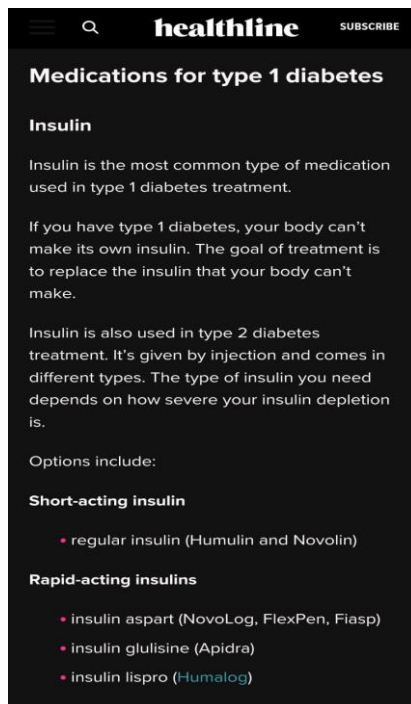 healthline
SUBSCRIBE
Medications for type 1 diabetes
Insulin
Insulin is the most common type of medication
used in type 1 diabetes treatment.
If you have type 1 diabetes, your body can’t
make its own insulin. The goal of treatment is
to replace the insulin that your body can’t
make.
Insulin is also used in type 2 diabetes
treatment. It’s given by injection and comes in
different types. The type of insulin you need
depends on how severe your insulin depletion
is.
Options include:
Short-acting insulin
• regular insulin (Humulin and Novolin)
Rapid-acting insulins
• insulin aspart (NovoLog, FlexPen, Fiasp)
• insulin glulisine (Apidra)
• insulin lispro (Humalog)